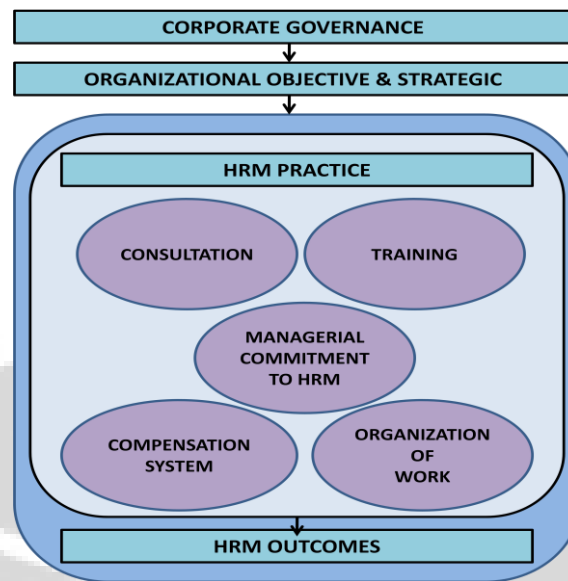 CORPORATE GOVERNANCE
ORGANIZATIONAL OBJECTIVE & STRATEGIC
HRM PRACTICE
CONSULTATION
TRAINING
MANAGERIAL
COMMITMENT
TO HRM
COMPENSATION
SYSTEM
ORGANIZATION
OF
WORK
HRM OUTCOMES